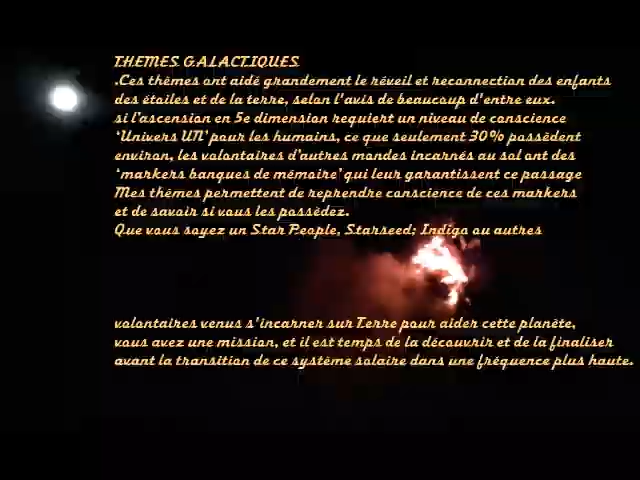 THEMES GALACTIQUES
.Ces thèmes ont aidé grandement le réveil et reconnection des enfants
des étoiles et de la terre, selon l'avis de beaucoup d'entre eux.
si l'ascension en 5e dimension requiert un niveau de conscience
'Univers UN' pour les humains, ce que seulement 30% possèdent
environ, les volontaires d'autres mondes incarnés au sol ont des
'markers banques de mémoire' qui leur garantissent ce passage
Mes thèmes permettent de reprendre conscience de ces markers
et de savoir si vous les possèdez.
Que vous soyez un Star People, Starseed; Indigo ou autres
volontaires venus s'incarner sur Terre pour aider cette planète,
vous avez une mission, et il est temps de la découvrir et de la finaliser
avant la transition de ce système solaire dans une fréquence plus haute.